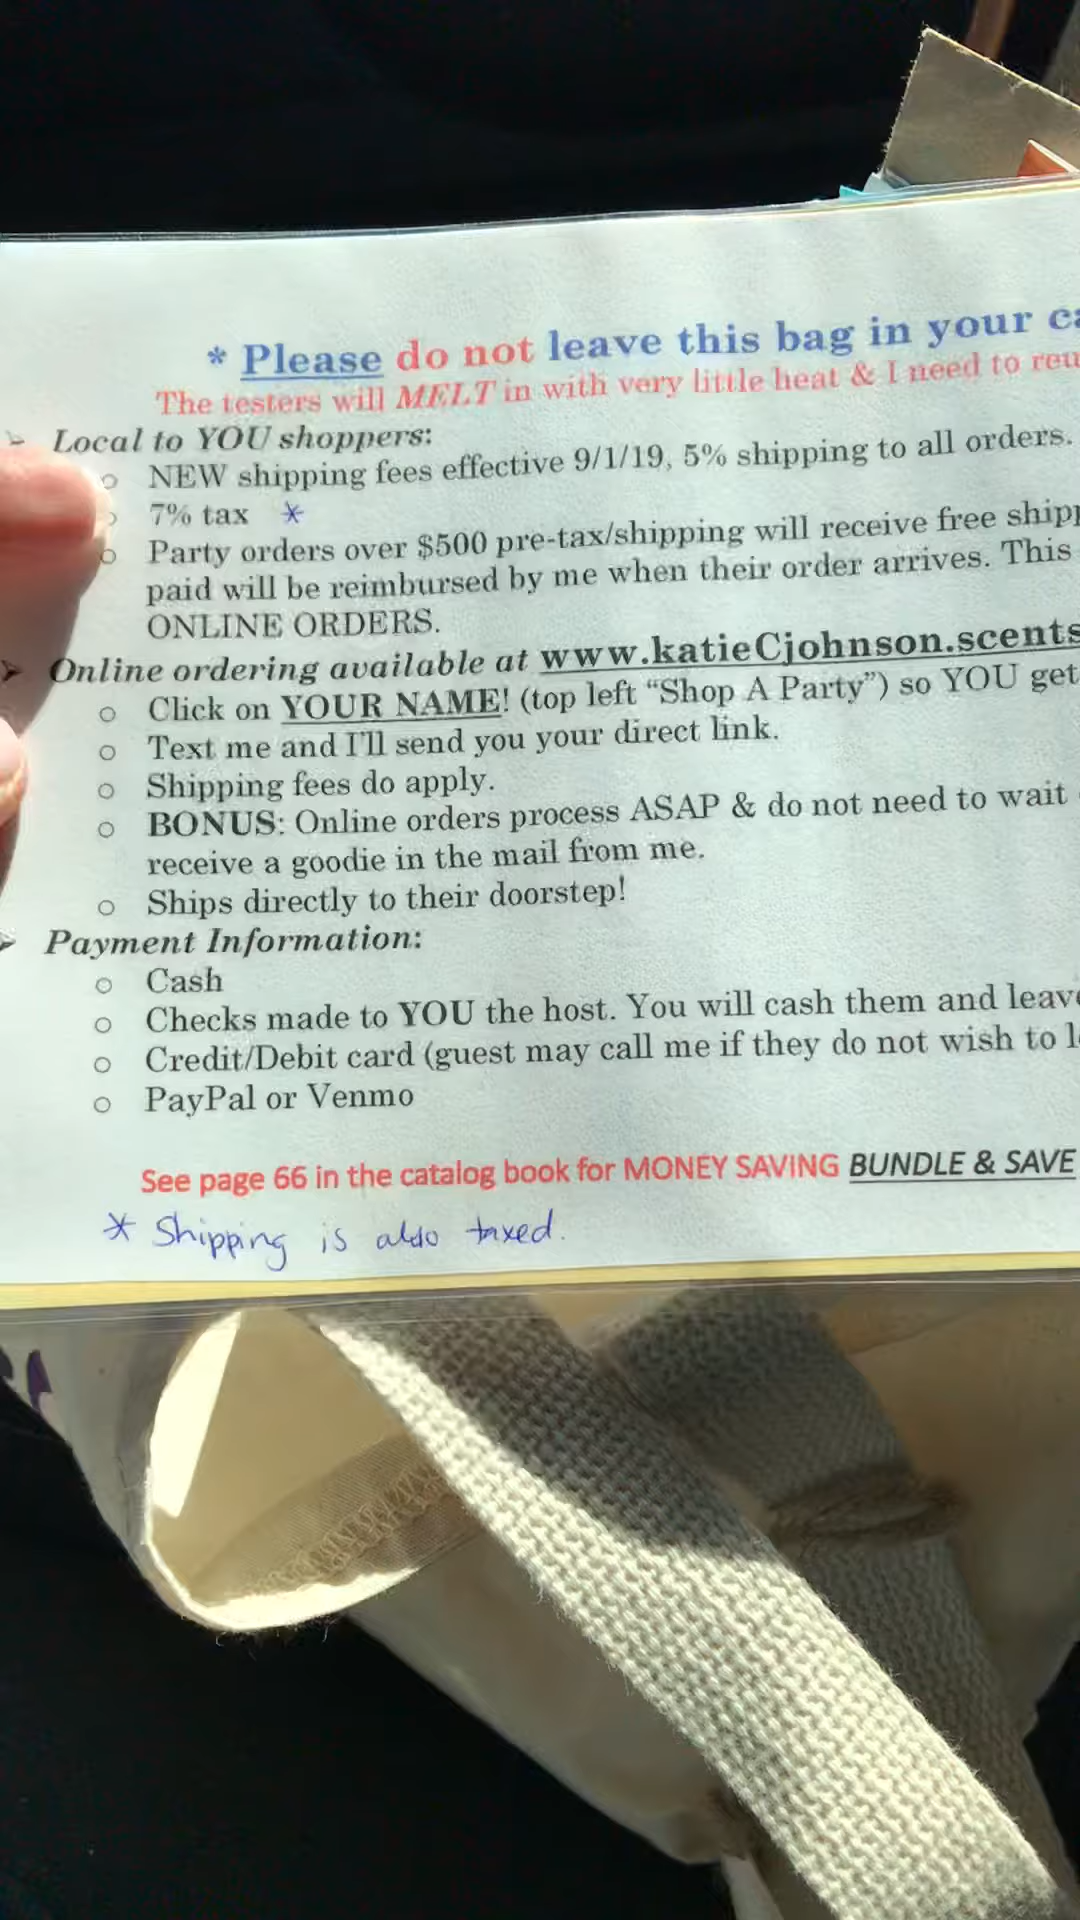 * Please do not leave this bag in your
The testers will MELT in with very little heat & I need to
Local to YOU shoppers:
NEW shipping fees effective 9/1/19, 5% shipping to all orders.
7% tax *
Party orders over $500 pre-tax/shipping will receive free
paid will be reimbursed by me when their order arrives. This
ONLINE ORDERS.
Online ordering available at www.katieCjohnson.scents
Click on YOUR NAME! (top left “Shop A Party”) so YOU get
Text me and I'll send you your direct link.
Shipping fees do apply.
BONUS: Online orders process ASAP & do not need to wait
receive a goodie in the mail from me.
Ships directly to their doorstep!
Payment Information:
Cash
Checks made to YOU the host. You will cash them and
Credit/Debit card (guest may call me if they do not wish to
PayPal or Venmo
See page 66 in the catalog book for MONEY SAVING BUNDLE & SAVE
* Shipping is also taxed.